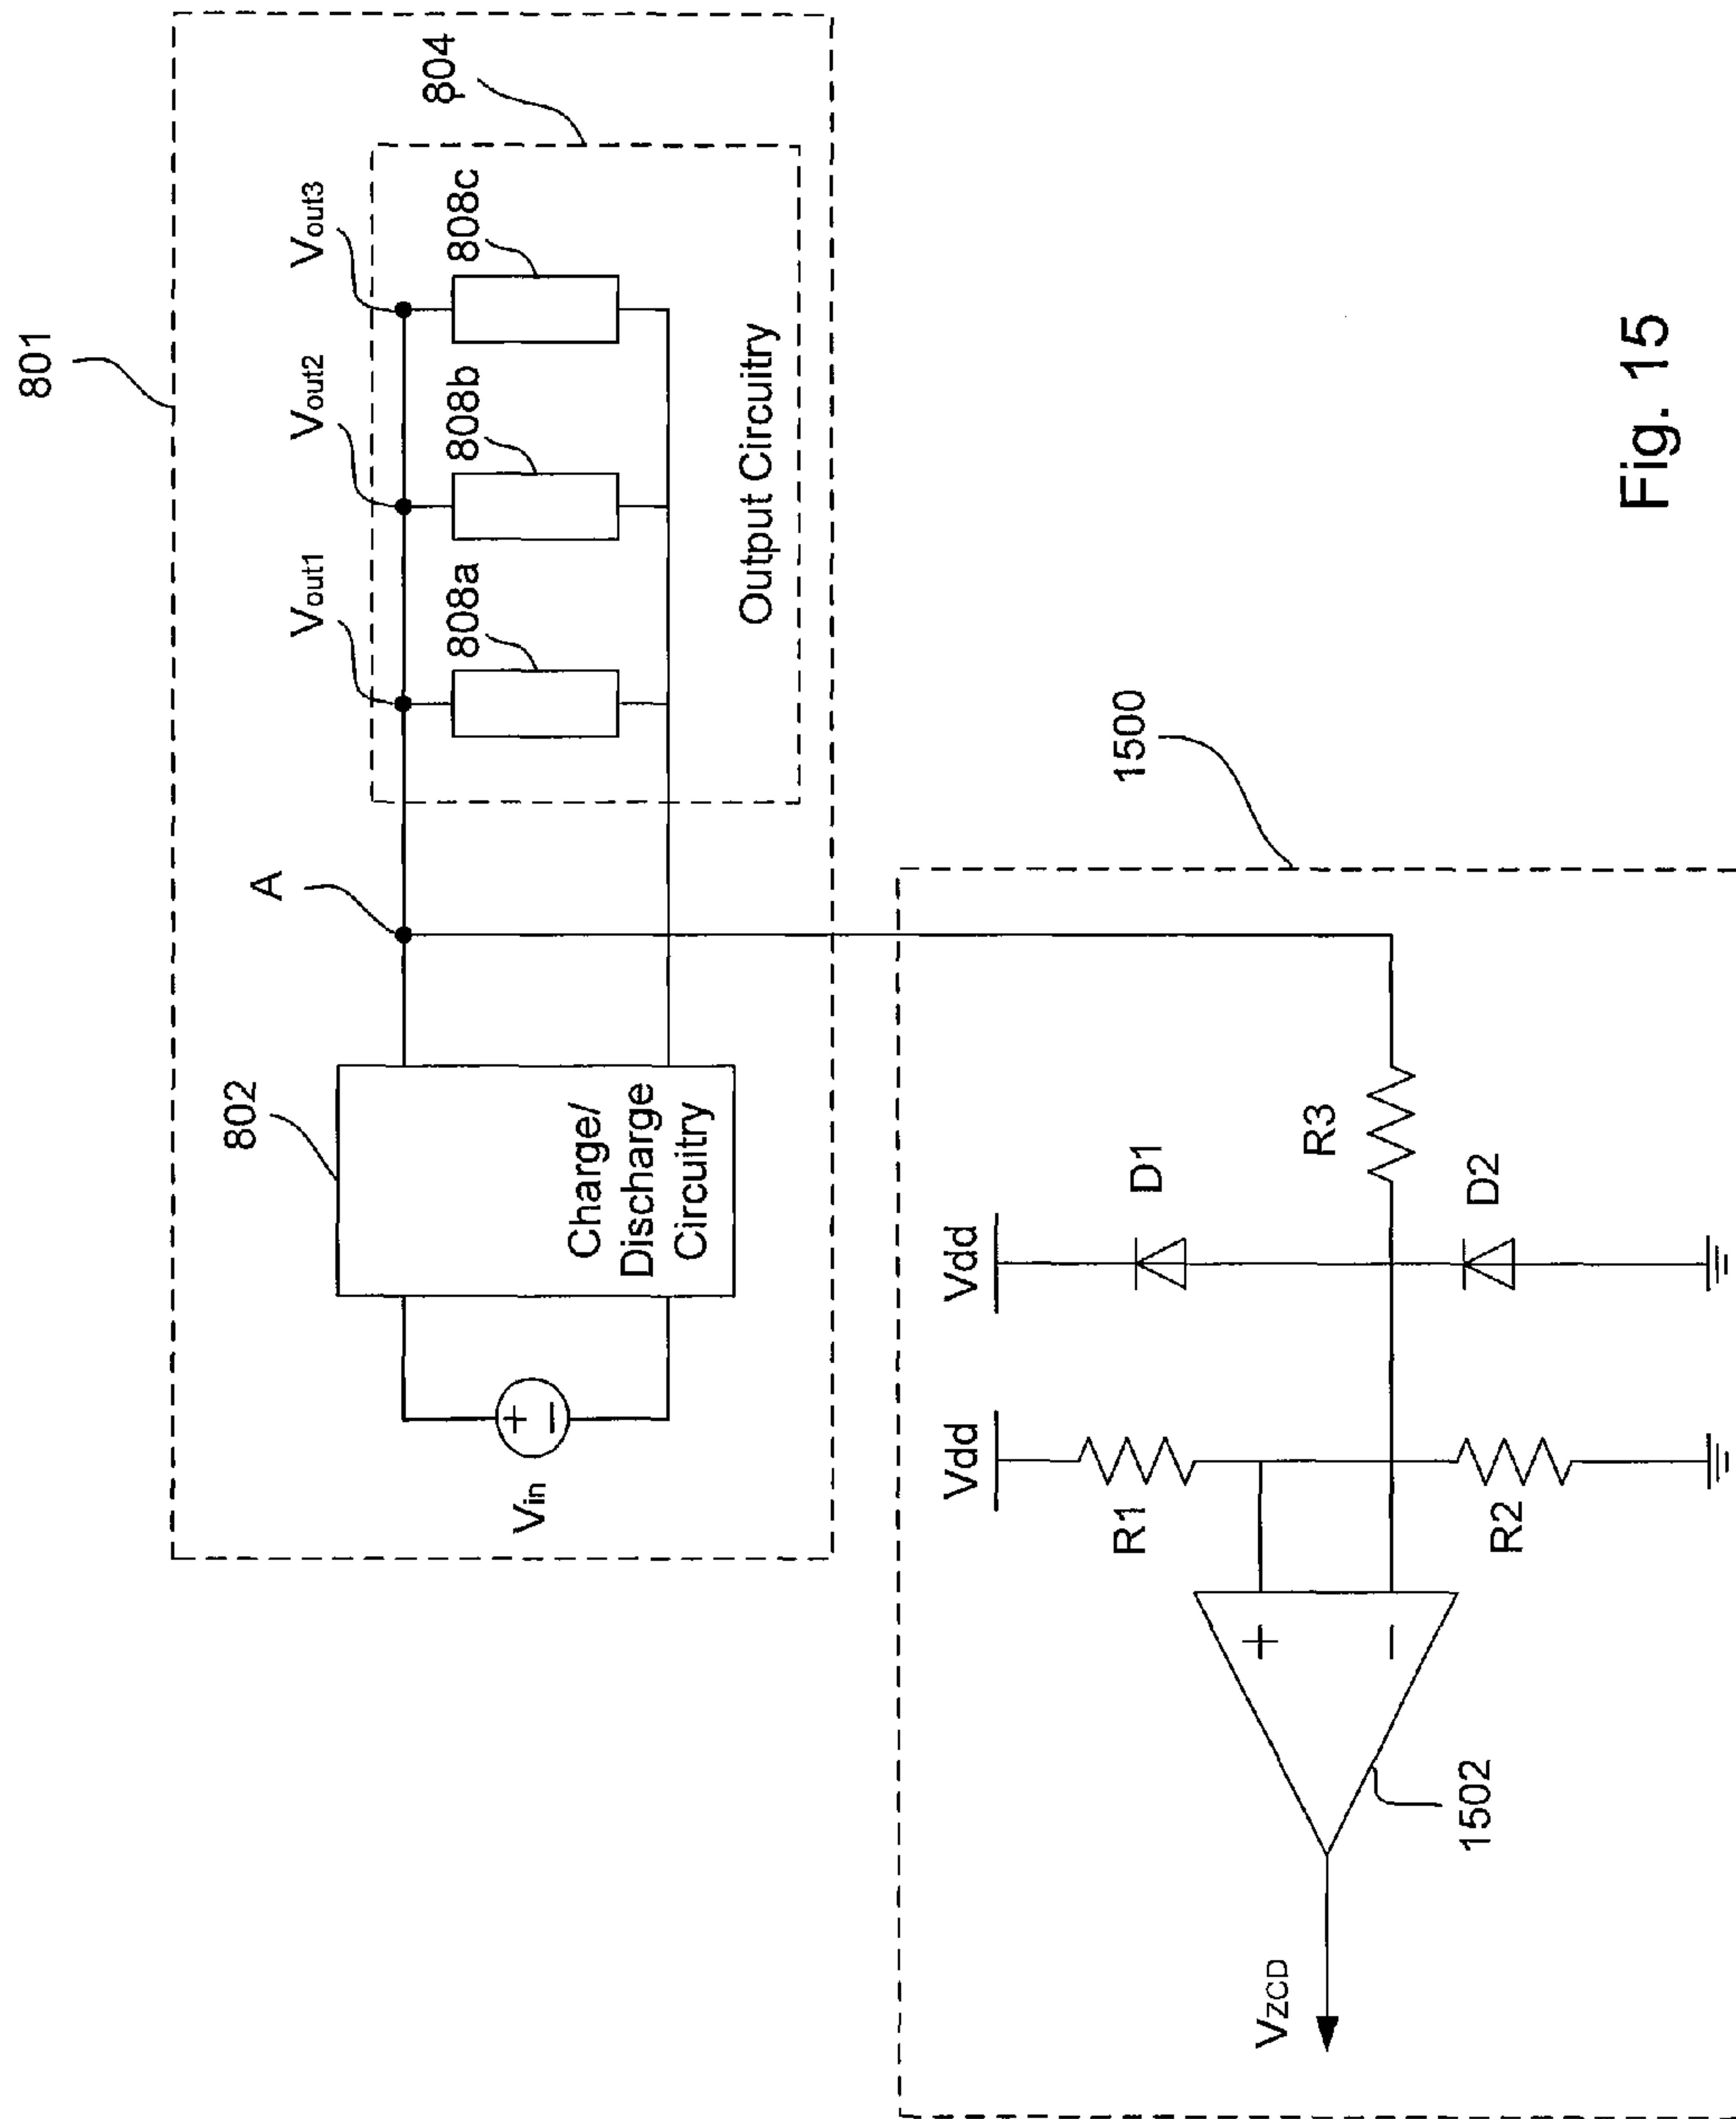 801
804
Vout1
Vout2
Vout3
808a
808b
808c
Output Circuitry
A
802
Charge/
Discharge
Circuitry
Vin
+
−
1500
Vdd
Vdd
R1
R2
D1
D2
R3
+
−
1502
VZCD
Fig. 15